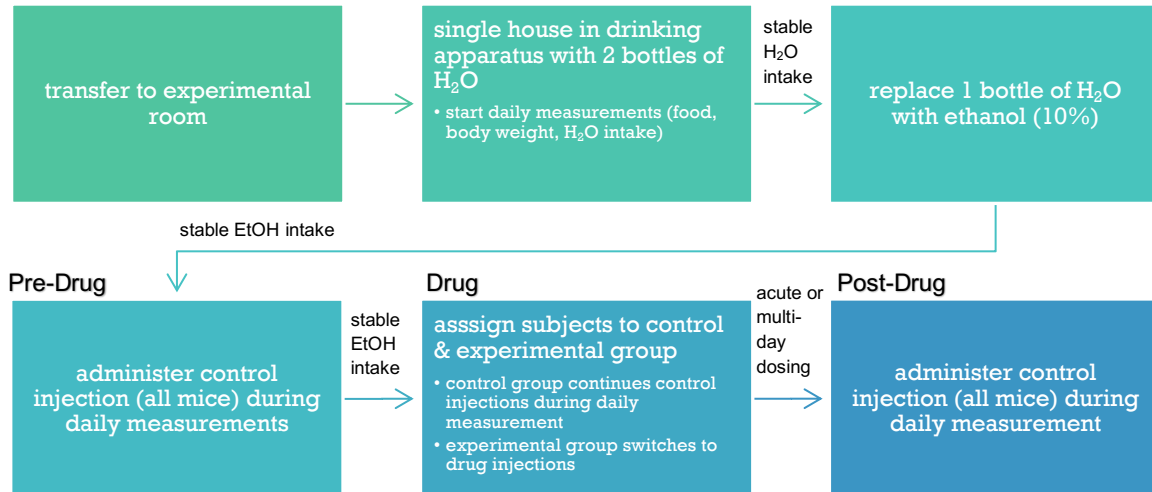 transfer to experimental
room
single house in drinking
apparatus with 2 bottles of
H₂O
• start daily measurements (food,
body weight, H₂O intake)
stable
H₂O
intake
replace 1 bottle of H₂O
with ethanol (10%)
stable EtOH intake
Pre-Drug
administer control
injection (all mice) during
daily measurements
stable
EtOH
intake
Drug
asssign subjects to control
& experimental group
• control group continues control
injections during daily
measurement
• experimental group switches to
drug injections
acute or
multi-
day
dosing
Post-Drug
administer control
injection (all mice) during
daily measurement